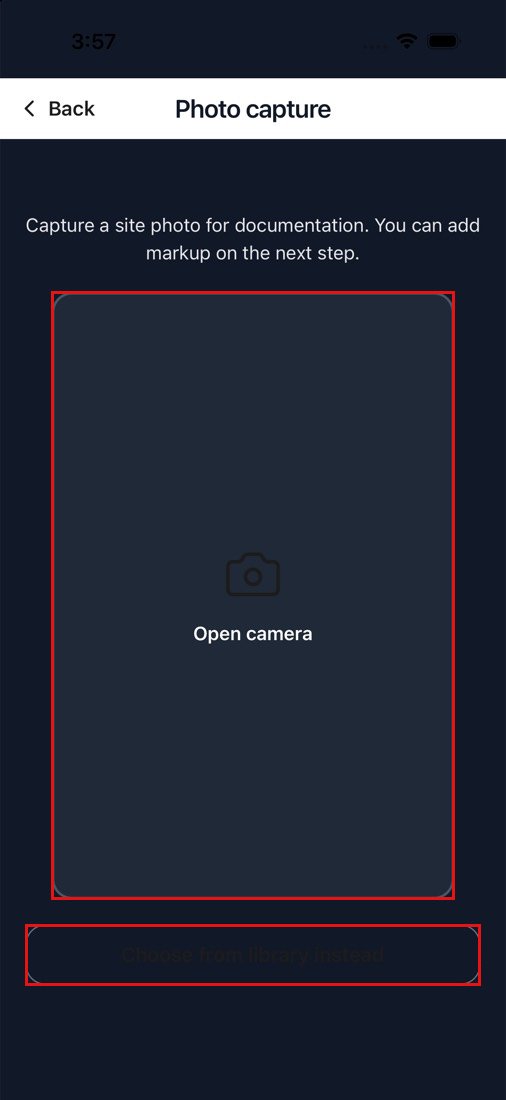 3:57
Back
Photo capture
Capture a site photo for documentation. You can add
markup on the next step.
Open camera
Choose from library instead